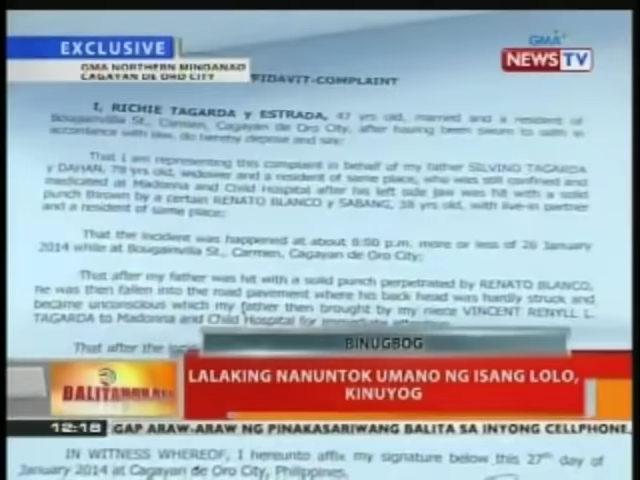 EXCLUSIVE
GMA NORTHERN MINDANAO
CAGAYAN DE ORO CITY
GMA
NEWS TV
FIDAVIT-COMPLAINT
I, RICHIE TAGARDA y ESTRADA, 47 yrs old, married and a resident of
Bougainvilla St., Carmen, Cagayan de Oro City, after having been sworn to oath in
accordance with law, do hereby depose and say:
That I am representing this complaint in behalf of my father SILVINO TAGARDA
y DAHAN, 79 yrs old, widower and a resident of same place, who was still confined and
medicated at Madonna and Child Hospital after his left side jaw was hit with a solid
punch thrown by a certain RENATO BLANCO y SABANG, 38 yrs old, with live-in partner
and a resident of same place;
That the incident was happened at about 6:00 p.m. more or less of 26 January
2014 while at Bougainvilla St., Carmen, Cagayan de Oro City;
That after my father was hit with a solid punch perpetrated by RENATO BLANCO,
he was then fallen into the road pavement where his back head was hardly struck and
became unconscious which my father then brought by my niece VINCENT RENYLL L.
TAGARDA to Madonna and Child Hospital for immediate
That after the
BINUGBOG
BALITANGHALI
LALAKING NANUNTOK UMANO NG ISANG LOLO,
KINUYOG
12:18
GAP ARAW-ARAW NG PINAKASARIWANG BALITA SA INYONG CELLPHONE,
IN WITNESS WHEREOF, I hereunto affix my signature below this 27th day of
January 2014 at Cagayan de Oro City, Philippines.